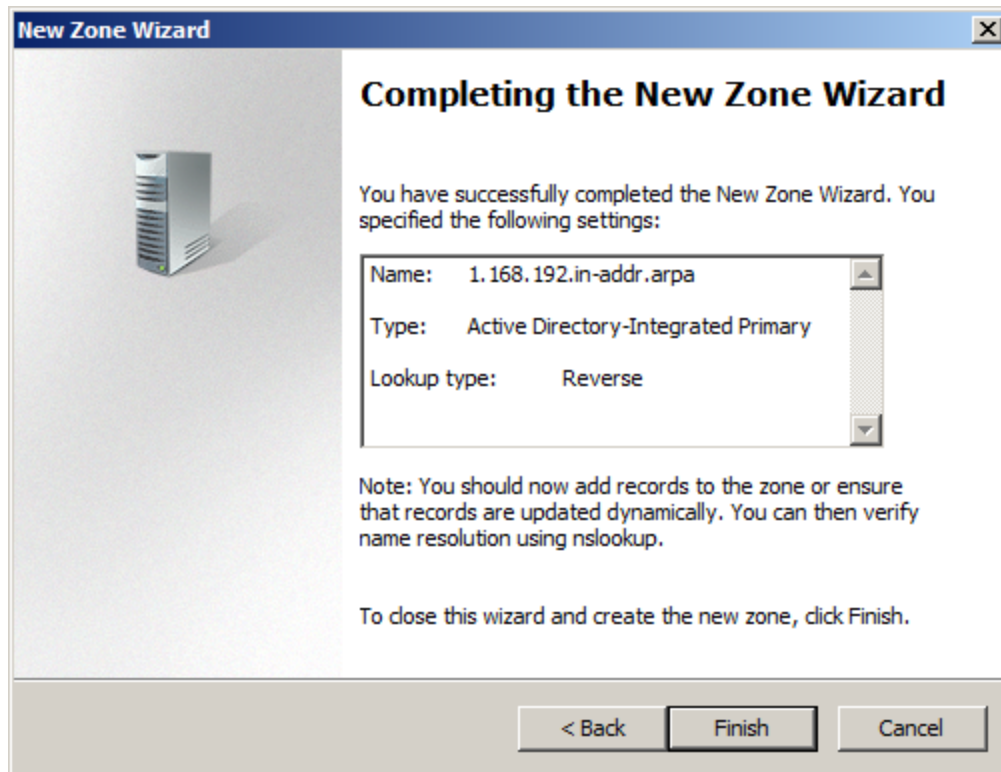 New Zone Wizard
Completing the New Zone Wizard
You have successfully completed the New Zone Wizard. You
specified the following settings:
Name: 1.168.192.in-addr.arpa
Type: Active Directory-Integrated Primary
Lookup type: Reverse
Note: You should now add records to the zone or ensure
that records are updated dynamically. You can then verify
name resolution using nslookup.
To close this wizard and create the new zone, click Finish.
< Back Finish Cancel